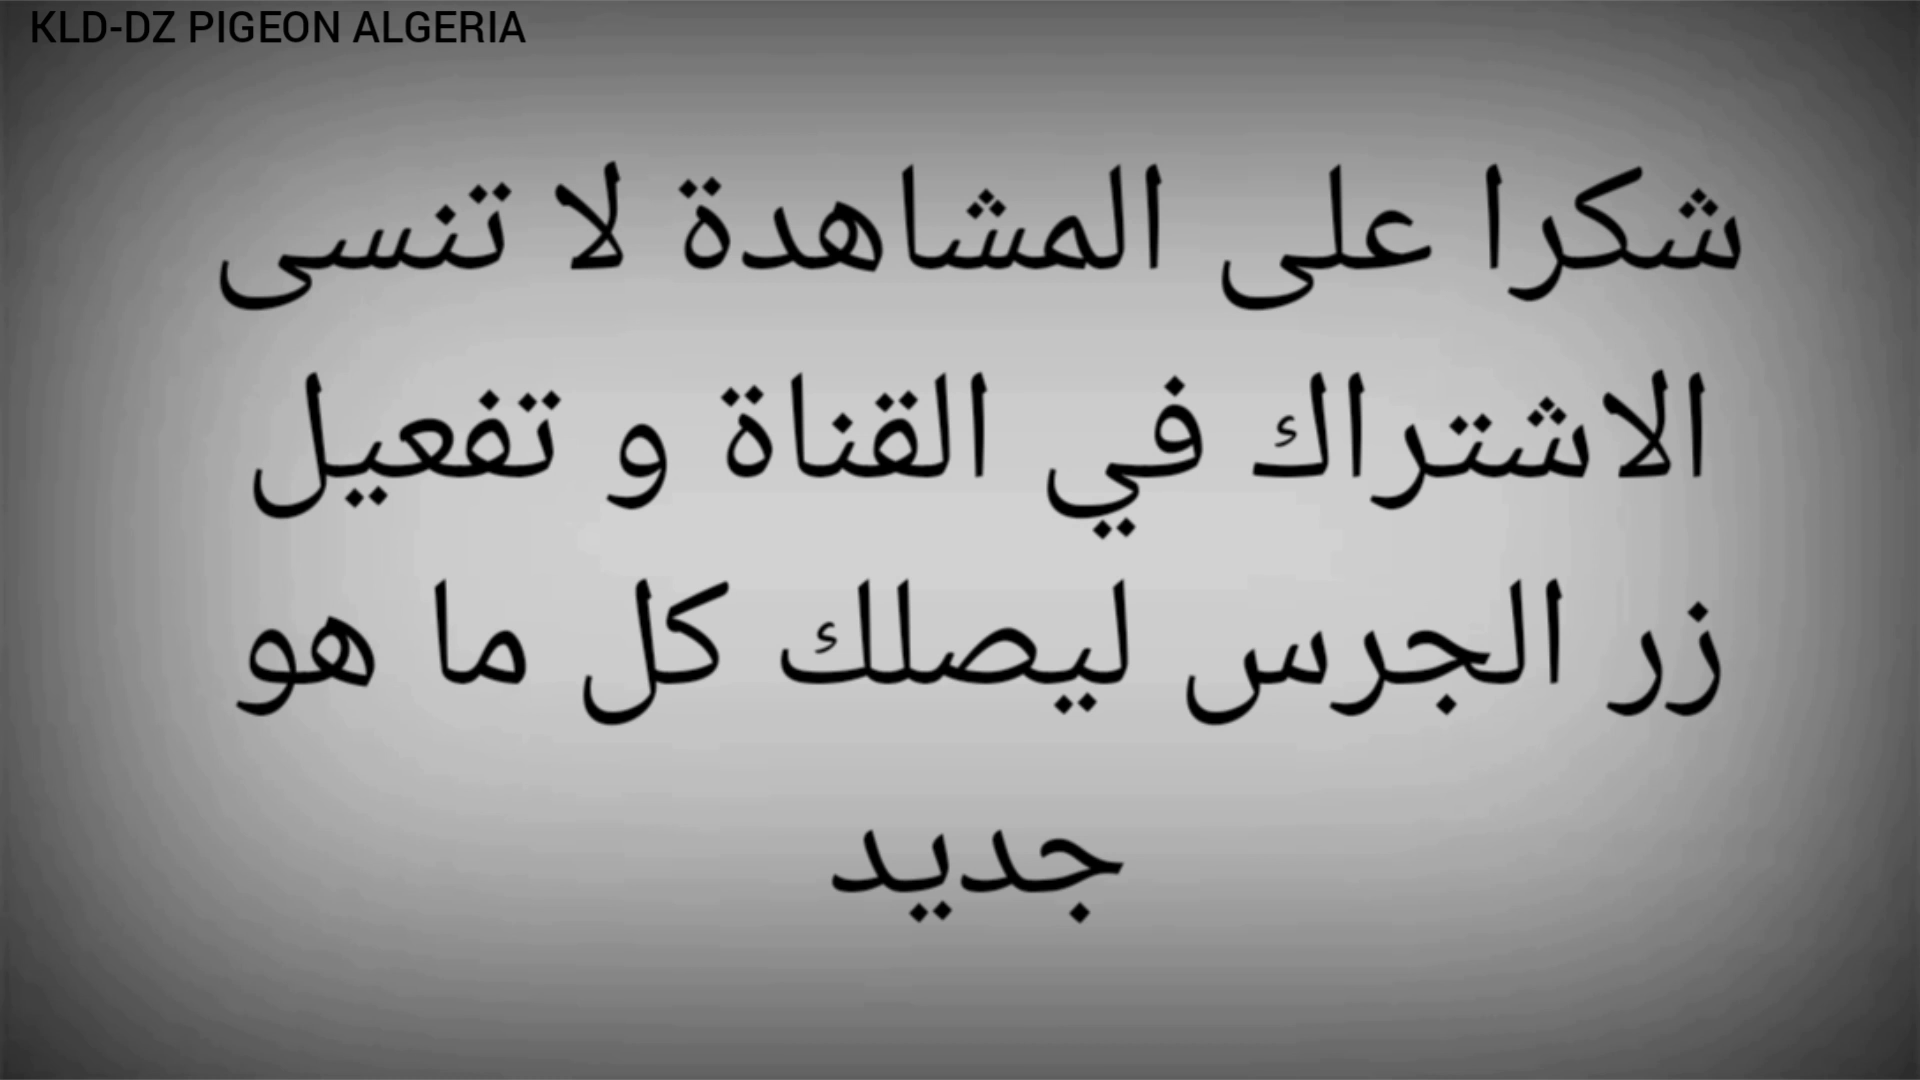 KLD-DZ PIGEON ALGERIA
شكرا على المشاهدة لا تنسى
الاشتراك في القناة و تفعيل
زر الجرس ليصلك كل ما هو
جديد